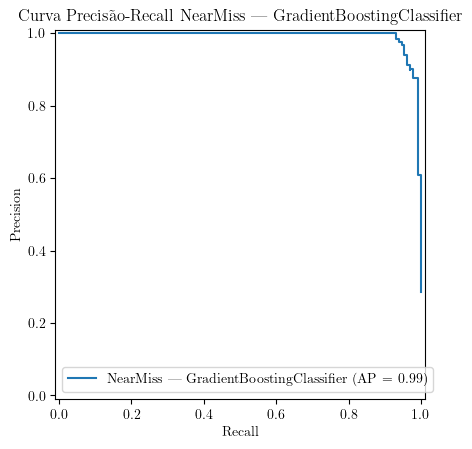 Curva Precisão-Recall NearMiss — GradientBoostingClassifier
1.0
0.8
0.6
0.4
0.2
0.0
Precision
NearMiss — GradientBoostingClassifier (AP = 0.99)
0.0 0.2 0.4 0.6 0.8 1.0
Recall